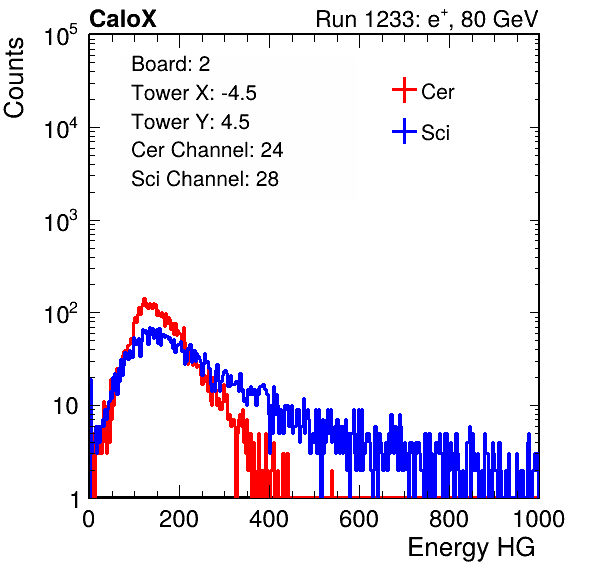 CaloX Run 1233: e⁺, 80 GeV
Counts
10⁵
10⁴
10³
10²
10
1
Board: 2
Tower X: -4.5
Tower Y: 4.5
Cer Channel: 24
Sci Channel: 28
Cer
Sci
0 200 400 600 800 1000
Energy HG